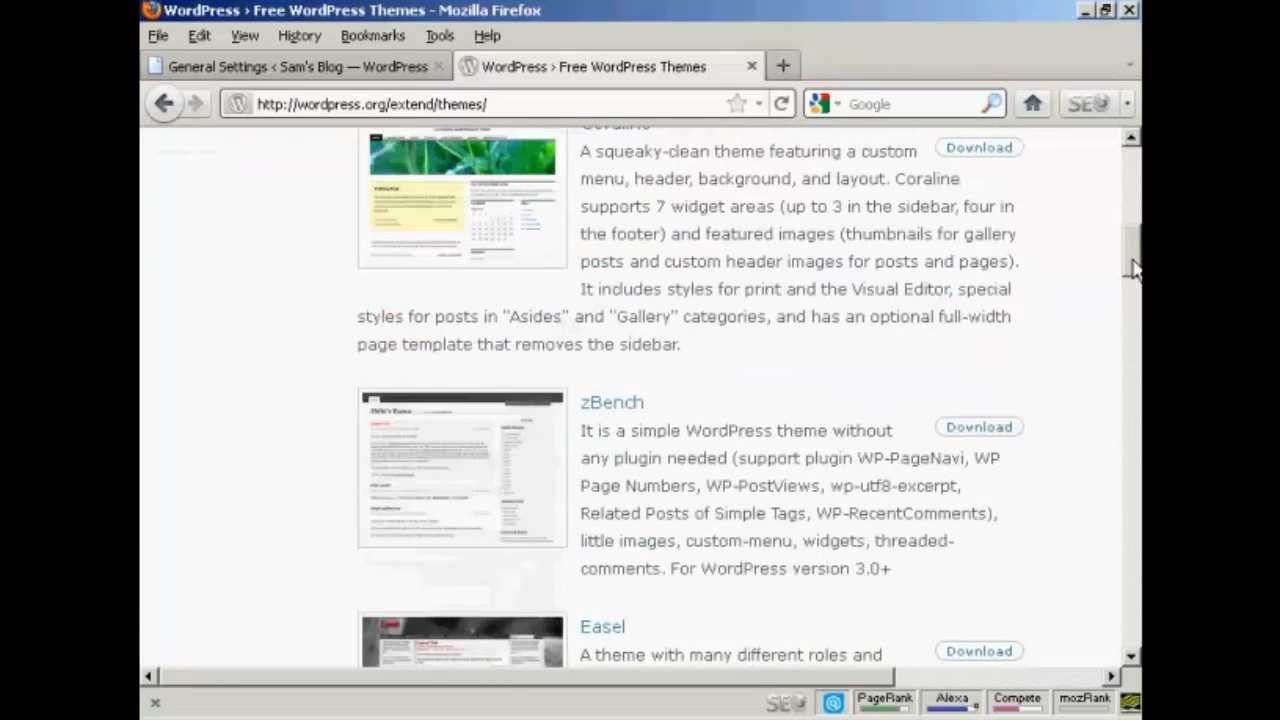 WordPress › Free WordPress Themes - Mozilla Firefox
File Edit View History Bookmarks Tools Help
General Settings ‹ Sam's Blog — WordPress
WordPress › Free WordPress Themes
http://wordpress.org/extend/themes/
Google
SEO
Coraline
Download
A squeaky-clean theme featuring a custom
menu, header, background, and layout. Coraline
supports 7 widget areas (up to 3 in the sidebar, four in
the footer) and featured images (thumbnails for gallery
posts and custom header images for posts and pages).
It includes styles for print and the Visual Editor, special
styles for posts in "Asides" and "Gallery" categories, and has an optional full-width
page template that removes the sidebar.
zBench
Download
It is a simple WordPress theme without
any plugin needed (support plugin WP-PageNavi, WP
Page Numbers, WP-PostViews, wp-utf8-excerpt,
Related Posts of Simple Tags, WP-RecentComments),
little images, custom-menu, widgets, threaded-
comments. For WordPress version 3.0+
Easel
Download
A theme with many different roles and
SEO PageRank Alexa Compete mozRank